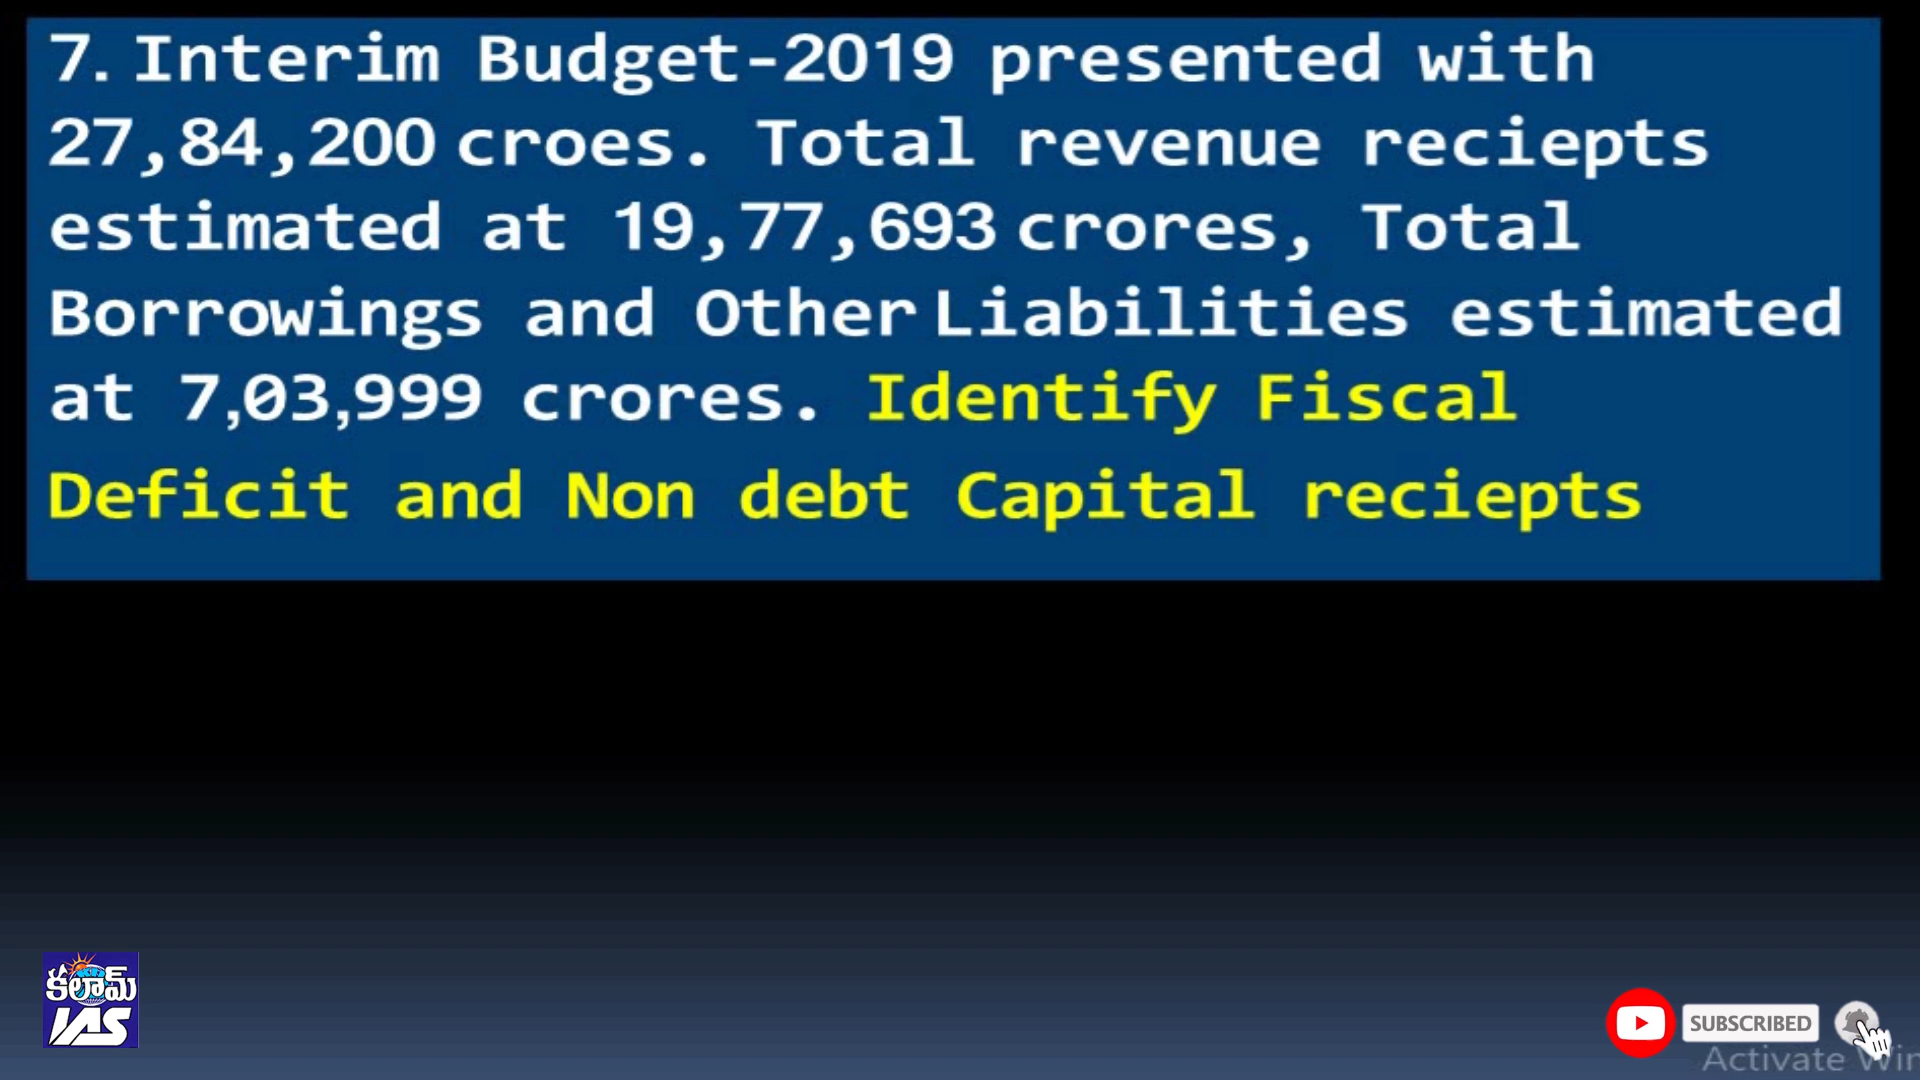 7. Interim Budget-2019 presented with
27,84,200 croes. Total revenue reciepts
estimated at 19,77,693 crores, Total
Borrowings and Other Liabilities estimated
at 7,03,999 crores. Identify Fiscal
Deficit and Non debt Capital reciepts
కలామ్
IAS
SUBSCRIBED
Activate Win